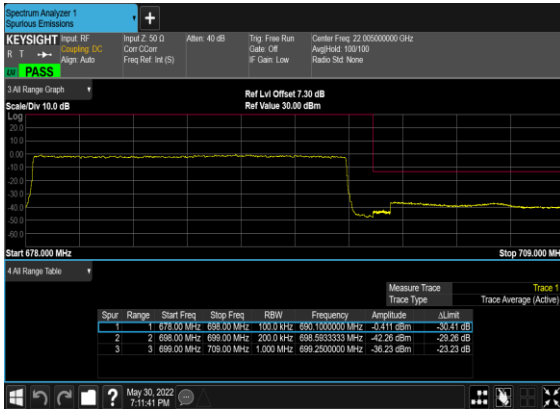 Spectrum Analyzer 1
Spurious Emissions
KEYSIGHT Input: RF Input Z: 50 Ω Atten: 40 dB Trig: Free Run Center Freq: 22.005000000 GHz
R T Coupling: DC Corr CCorr Gate: Off Avg|Hold: 100/100
Align: Auto Freq Ref: Int (S) IF Gain: Low Radio Std: None
LXI PASS
3 All Range Graph
Ref Lvl Offset 7.30 dB
Scale/Div 10.0 dB Ref Value 30.00 dBm
Log
20.0
10.0
0.00
-10.0
-20.0
-30.0
-40.0
-50.0
-60.0
Start 678.000 MHz Stop 709.000 MH
4 All Range Table
Measure Trace Trace 1
Trace Type Trace Average (Active)
Spur Range Start Freq Stop Freq RBW Frequency Amplitude ΔLimit
1 1 678.00 MHz 698.00 MHz 100.0 kHz 690.1000000 MHz -0.411 dBm -30.41 dB
2 2 698.00 MHz 699.00 MHz 200.0 kHz 698.5933333 MHz -42.26 dBm -29.26 dB
3 3 699.00 MHz 709.00 MHz 1.000 MHz 699.2500000 MHz -36.23 dBm -23.23 dB
May 30, 2022
7:11:41 PM